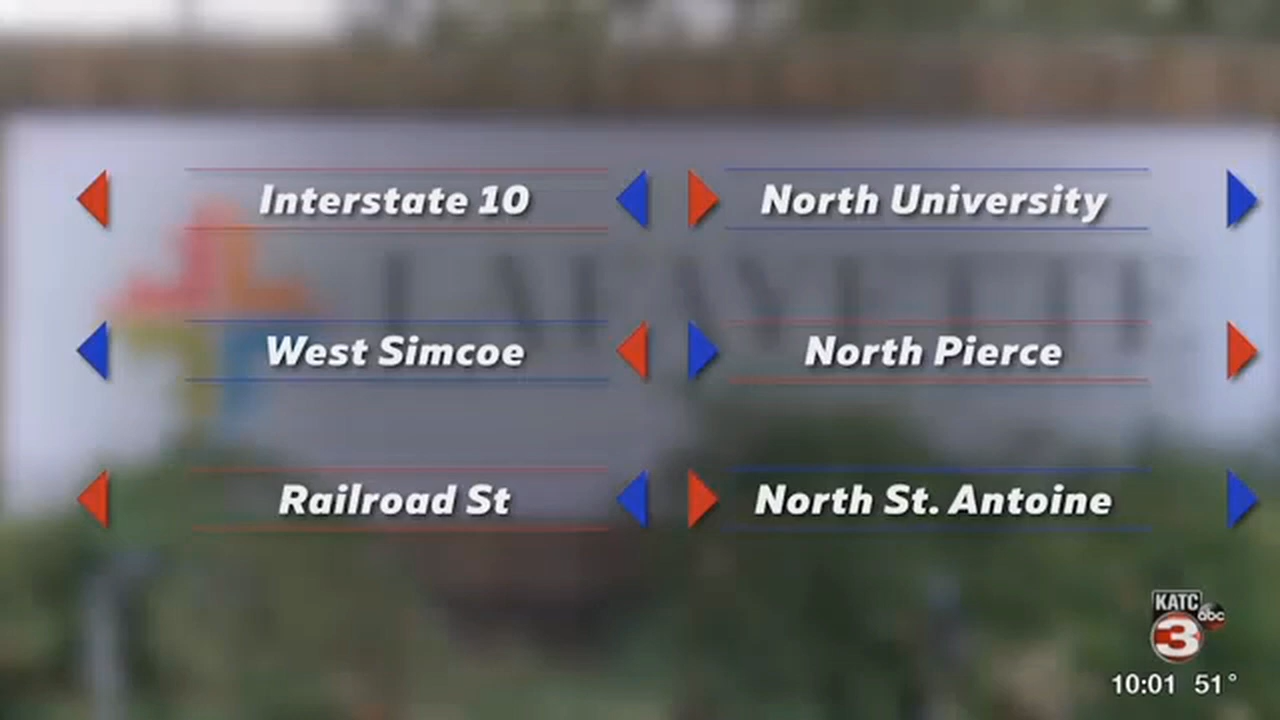 Interstate 10
North University
West Simcoe
North Pierce
Railroad St
North St. Antoine
LAFAYETTE
KATC
abc
3
10:01 51°